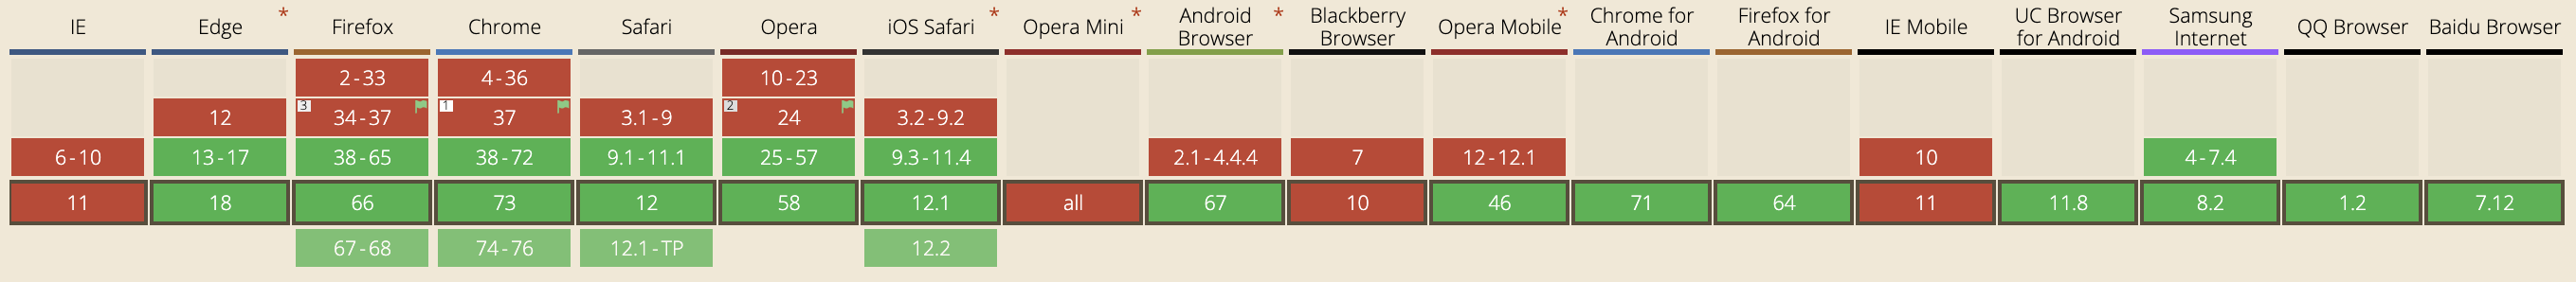 IE Edge * Firefox Chrome Safari Opera iOS Safari * Opera Mini * Android Browser * Blackberry Browser Opera Mobile * Chrome for Android Firefox for Android IE Mobile UC Browser for Android Samsung Internet QQ Browser Baidu Browser
2-33 4-36 10-23
12 3 34-37 1 37 3.1-9 2 24 3.2-9.2
6-10 13-17 38-65 38-72 9.1-11.1 25-57 9.3-11.4 2.1-4.4.4 7 12-12.1 10 4-7.4
11 18 66 73 12 58 12.1 all 67 10 46 71 64 11 11.8 8.2 1.2 7.12
67-68 74-76 12.1-TP 12.2